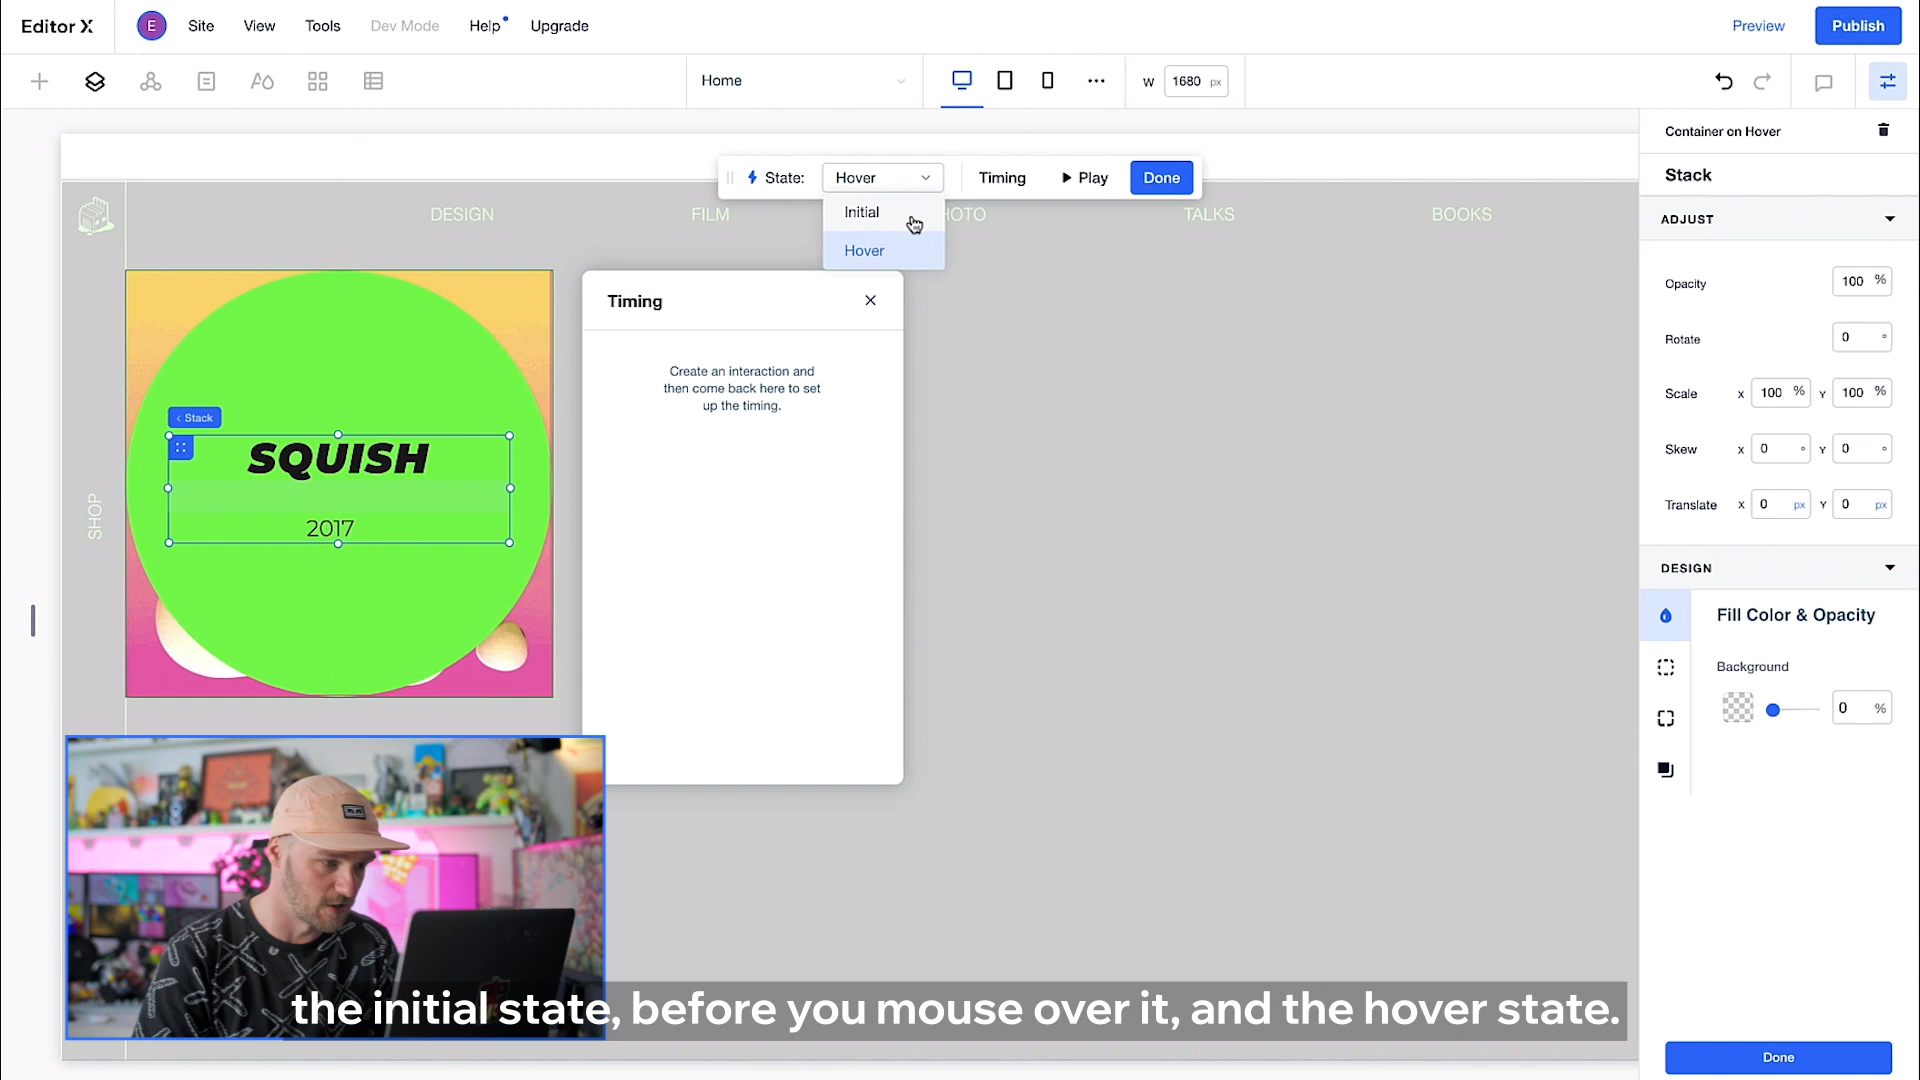 Editor X
E
Site
View
Tools
Dev Mode
Help
Upgrade
Preview
Publish
Home
W 1680 px
Container on Hover
State: Hover
Timing
Play
Done
Stack
Initial
Hover
ADJUST
DESIGN
FILM
HOTO
TALKS
BOOKS
Opacity 100 %
Timing
Rotate 0 °
Create an interaction and
then come back here to set
up the timing.
Scale X 100 % Y 100 %
Stack
SQUISH
Skew X 0 ° Y 0 °
SHOP
2017
Translate X 0 px Y 0 px
DESIGN
Fill Color & Opacity
Background
0 %
the initial state, before you mouse over it, and the hover state.
Done